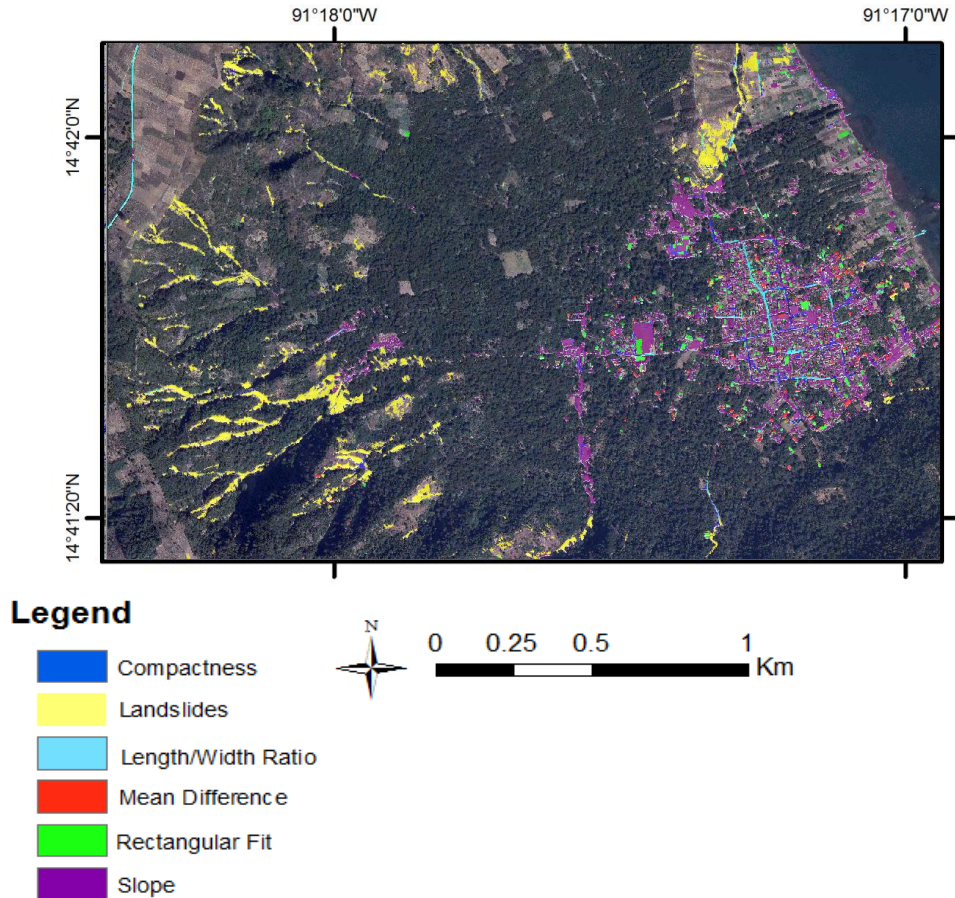 91°18'0"W
91°17'0"W
14°42'0"N
14°41'20"N
Legend
Compactness
Landslides
Length/Width Ratio
Mean Difference
Rectangular Fit
Slope
N
0 0.25 0.5 1
Km